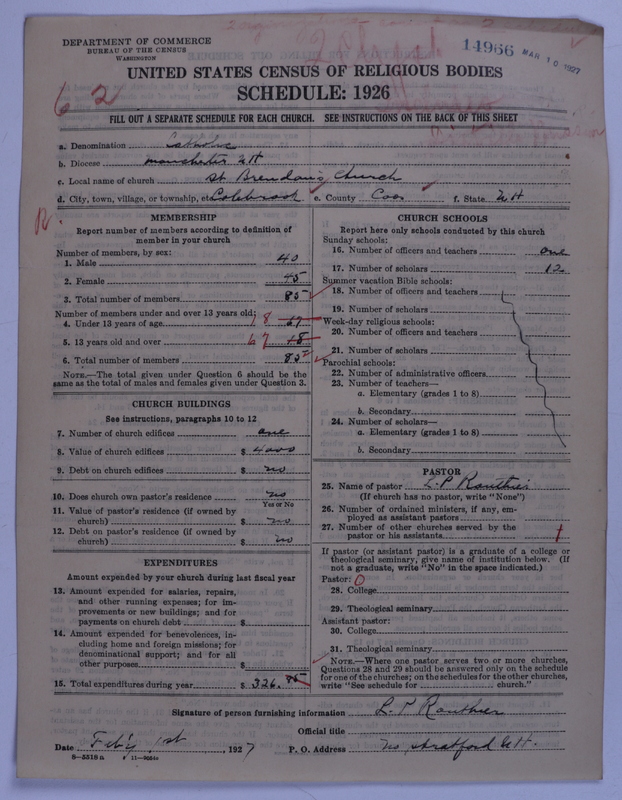 DEPARTMENT OF COMMERCE
BUREAU OF THE CENSUS
WASHINGTON
14966 MAR 10 1927
UNITED STATES CENSUS OF RELIGIOUS BODIES
SCHEDULE: 1926
62
FILL OUT A SEPARATE SCHEDULE FOR EACH CHURCH. SEE INSTRUCTIONS ON THE BACK OF THIS SHEET
a. Denomination Catholic
b. Diocese Manchester NH
c. Local name of church St Brendan's Church
d. City, town, village, or township, etc. Colebrook e. County Coos f. State NH
R.
MEMBERSHIP
Report number of members according to definition of
member in your church
Number of members, by sex:
1. Male 40
2. Female 45
3. Total number of members 85
Number of members under and over 13 years old:
4. Under 13 years of age 18 67
5. 13 years old and over 67 18
6. Total number of members 85
NOTE.—The total given under Question 6 should be the
same as the total of males and females given under Question 3.
CHURCH BUILDINGS
See instructions, paragraphs 10 to 12
7. Number of church edifices one
8. Value of church edifices $ 4000
9. Debt on church edifices $ no
10. Does church own pastor's residence no
Yes or No
11. Value of pastor's residence (if owned by
church) $ no
12. Debt on pastor's residence (if owned by
church) $ no
EXPENDITURES
Amount expended by your church during last fiscal year
13. Amount expended for salaries, repairs,
and other running expenses; for im-
provements or new buildings; and for
payments on church debt $
14. Amount expended for benevolences, in-
cluding home and foreign missions; for
denominational support; and for all
other purposes $
15. Total expenditures during year $ 326.85
CHURCH SCHOOLS
Report here only schools conducted by this church
Sunday schools:
16. Number of officers and teachers one
17. Number of scholars 12
Summer vacation Bible schools:
18. Number of officers and teachers
19. Number of scholars
Week-day religious schools:
20. Number of officers and teachers
21. Number of scholars
Parochial schools:
22. Number of administrative officers
23. Number of teachers—
a. Elementary (grades 1 to 8)
b. Secondary
24. Number of scholars—
a. Elementary (grades 1 to 8)
b. Secondary
PASTOR
25. Name of pastor L. P. Routhier
(If church has no pastor, write "None")
26. Number of ordained ministers, if any, em-
ployed as assistant pastors
27. Number of other churches served by the
pastor or his assistants 1
If pastor (or assistant pastor) is a graduate of a college or
theological seminary, give name of institution below. (If
not a graduate, write "No" in the space indicated.)
Pastor: 0
28. College
29. Theological seminary
Assistant pastor:
30. College
31. Theological seminary
NOTE.—Where one pastor serves two or more churches,
Questions 28 and 29 should be answered only on the schedule
for one of the churches; on the schedules for the other churches,
write "See schedule for church."
Signature of person furnishing information L. P. Routhier
Official title
Date Feb'y 1st 1927 P. O. Address No. Stratford NH.
8—5518a 11—9051a